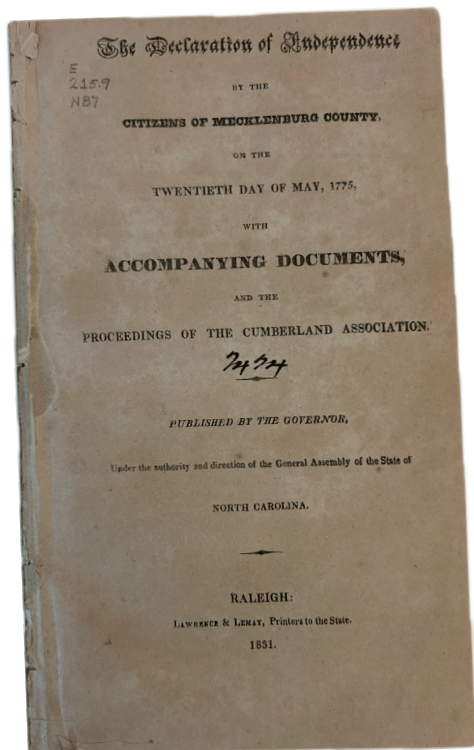 The Declaration of Independence
E
215.9
N87
BY THE
CITIZENS OF MECKLENBURG COUNTY,
ON THE
TWENTIETH DAY OF MAY, 1775,
WITH
ACCOMPANYING DOCUMENTS,
AND THE
PROCEEDINGS OF THE CUMBERLAND ASSOCIATION.
7474
PUBLISHED BY THE GOVERNOR,
Under the authority and direction of the General Assembly of the State of
NORTH CAROLINA.
RALEIGH:
LAWRENCE & LEMAY, Printers to the State.
1831.